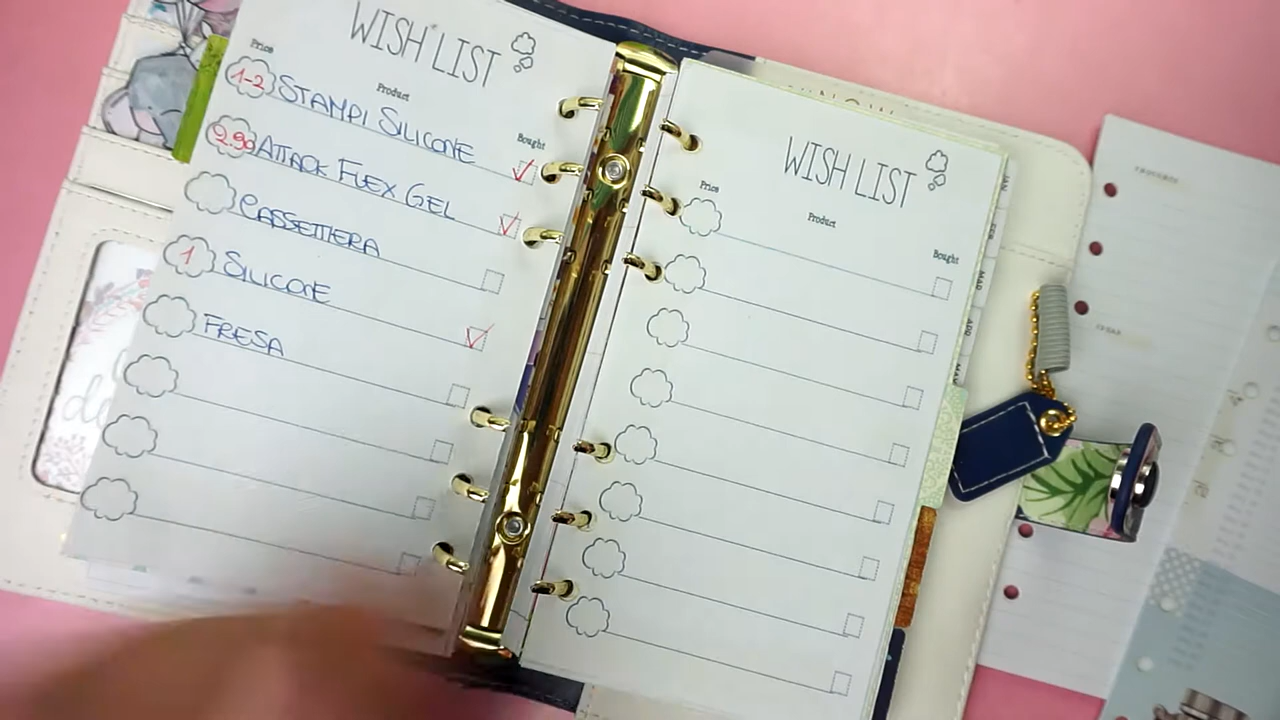 WISH LIST
Price
Product
Bought
1-2 STAMPI SILICONE
2.90 ATTACK FLEX GEL
CASSETTIERA
1 SILICONE
FRESA
WISH LIST
Price
Product
Bought